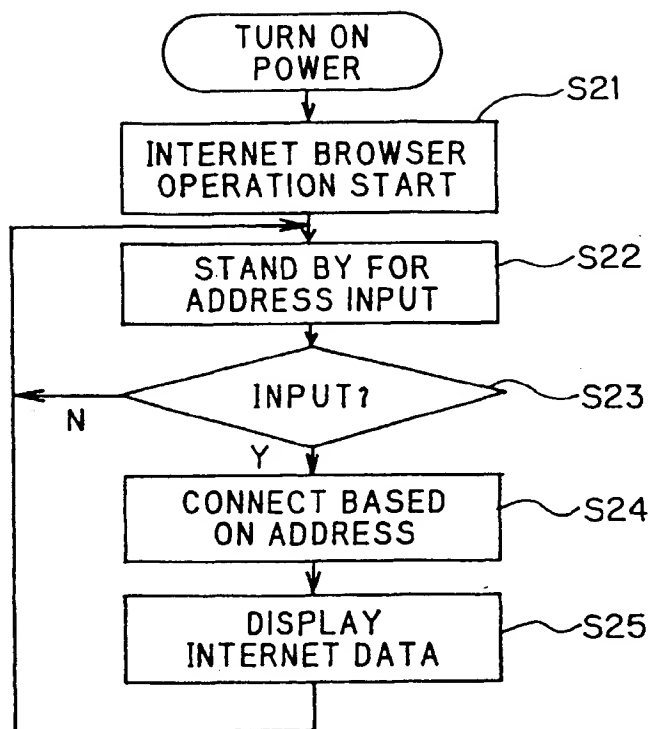 TURN ON
POWER
S21
INTERNET BROWSER
OPERATION START
S22
STAND BY FOR
ADDRESS INPUT
INPUT?
S23
N
Y
CONNECT BASED
ON ADDRESS
S24
DISPLAY
INTERNET DATA
S25